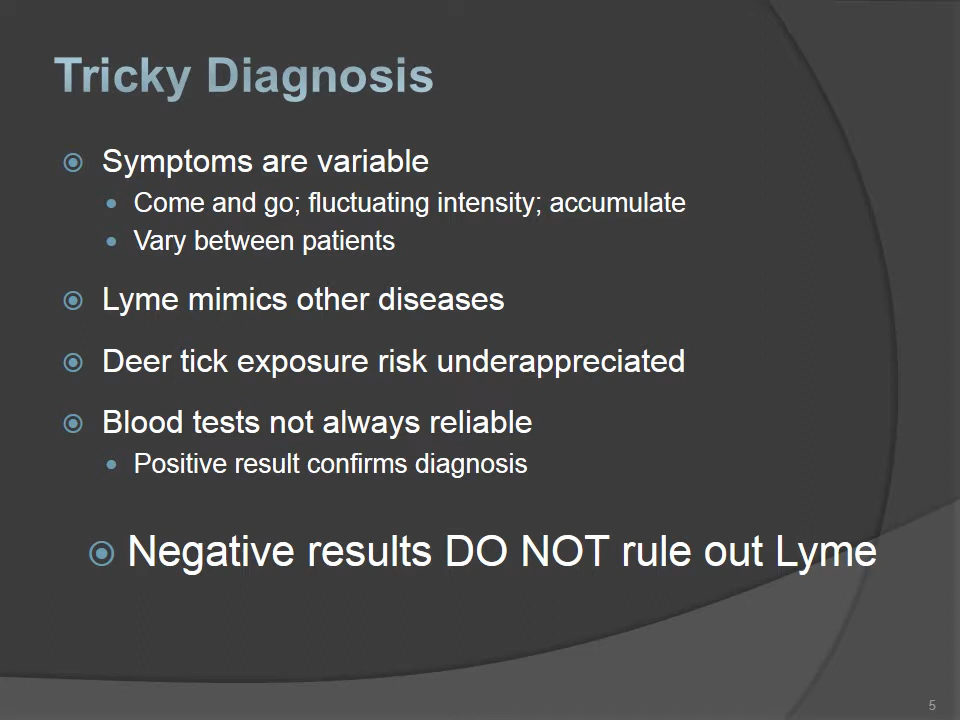 Tricky Diagnosis
Symptoms are variable
Come and go; fluctuating intensity; accumulate
Vary between patients
Lyme mimics other diseases
Deer tick exposure risk underappreciated
Blood tests not always reliable
Positive result confirms diagnosis
Negative results DO NOT rule out Lyme
5